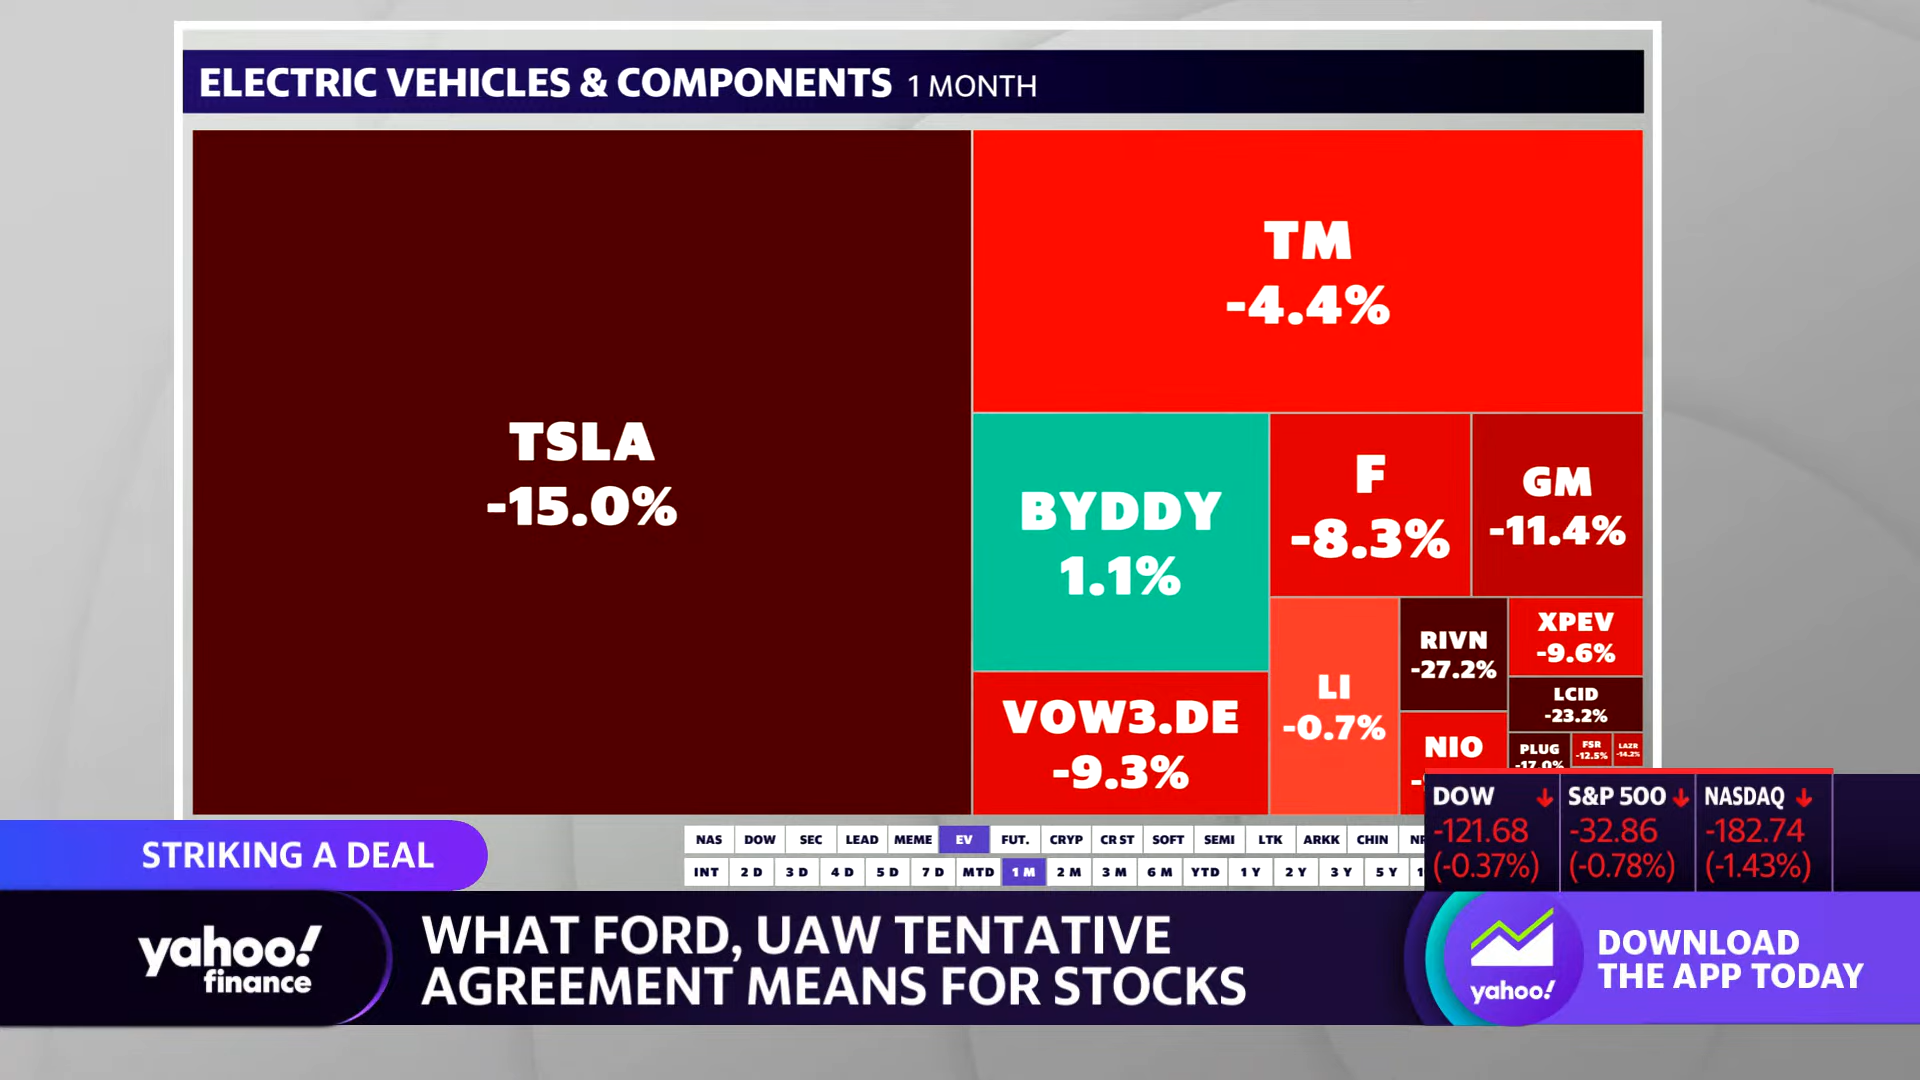 ELECTRIC VEHICLES & COMPONENTS 1 MONTH
TSLA
-15.0%
TM
-4.4%
BYDDY
1.1%
VOW3.DE
-9.3%
F
-8.3%
GM
-11.4%
LI
-0.7%
RIVN
-27.2%
NIO
XPEV
-9.6%
LCID
-23.2%
PLUG
-17.0%
FSR
-12.5%
LAZR
-14.2%
NAS DOW SEC LEAD MEME EV FUT. CRYP CR ST SOFT SEMI LTK ARKK CHIN
INT 2 D 3 D 4 D 5 D 7 D MTD 1 M 2 M 3 M 6 M YTD 1 Y 2 Y 3 Y 5 Y
DOW
-121.68
(-0.37%)
S&P 500
-32.86
(-0.78%)
NASDAQ
-182.74
(-1.43%)
STRIKING A DEAL
yahoo!
finance
WHAT FORD, UAW TENTATIVE
AGREEMENT MEANS FOR STOCKS
yahoo!
DOWNLOAD
THE APP TODAY